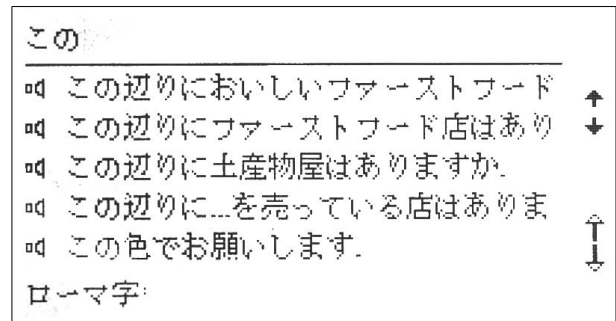 この
この辺りにおいしいファーストフード
この辺りにファーストフード店はあり
この辺りに土産物屋はありますか.
この辺りに...を売っている店はありま
この色でお願いします.
ローマ字: